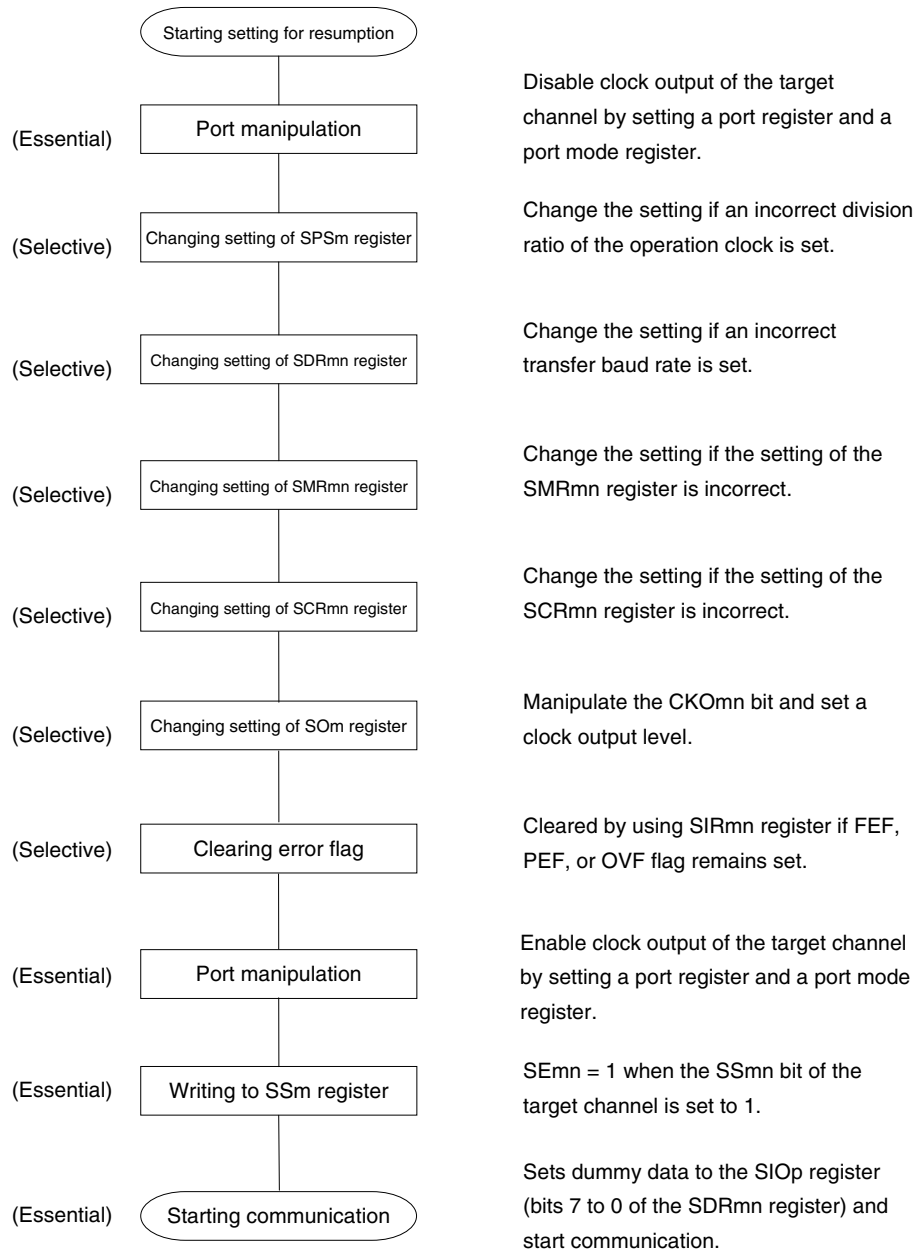 Starting setting for resumption
(Essential)
Port manipulation
Disable clock output of the target
channel by setting a port register and a
port mode register.
(Selective)
Changing setting of SPSm register
Change the setting if an incorrect division
ratio of the operation clock is set.
(Selective)
Changing setting of SDRmn register
Change the setting if an incorrect
transfer baud rate is set.
(Selective)
Changing setting of SMRmn register
Change the setting if the setting of the
SMRmn register is incorrect.
(Selective)
Changing setting of SCRmn register
Change the setting if the setting of the
SCRmn register is incorrect.
(Selective)
Changing setting of SOm register
Manipulate the CKOmn bit and set a
clock output level.
(Selective)
Clearing error flag
Cleared by using SIRmn register if FEF,
PEF, or OVF flag remains set.
(Essential)
Port manipulation
Enable clock output of the target channel
by setting a port register and a port mode
register.
(Essential)
Writing to SSm register
SEmn = 1 when the SSmn bit of the
target channel is set to 1.
(Essential)
Starting communication
Sets dummy data to the SIOp register
(bits 7 to 0 of the SDRmn register) and
start communication.